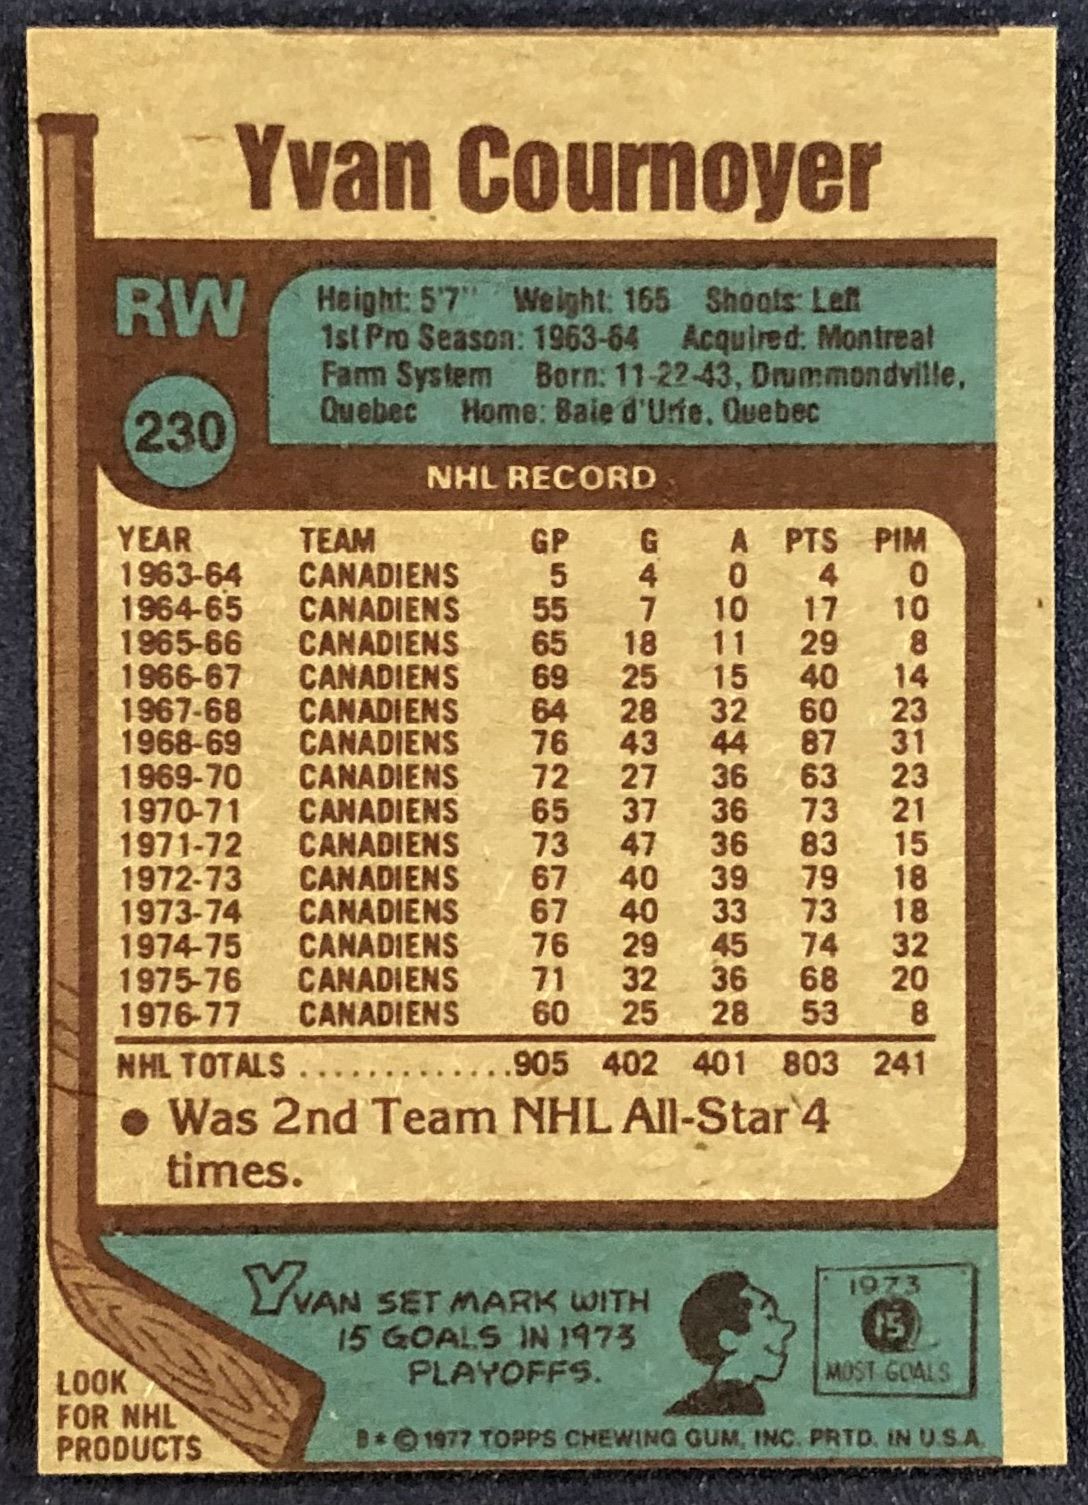 Yvan Cournoyer
RW
230
Height: 5'7" Weight: 165 Shoots: Left
1st Pro Season: 1963-64 Acquired: Montreal
Farm System Born: 11-22-43, Drummondville,
Quebec Home: Baie d'Urfe, Quebec
NHL RECORD
YEAR TEAM GP G A PTS PIM
1963-64 CANADIENS 5 4 0 4 0
1964-65 CANADIENS 55 7 10 17 10
1965-66 CANADIENS 65 18 11 29 8
1966-67 CANADIENS 69 25 15 40 14
1967-68 CANADIENS 64 28 32 60 23
1968-69 CANADIENS 76 43 44 87 31
1969-70 CANADIENS 72 27 36 63 23
1970-71 CANADIENS 65 37 36 73 21
1971-72 CANADIENS 73 47 36 83 15
1972-73 CANADIENS 67 40 39 79 18
1973-74 CANADIENS 67 40 33 73 18
1974-75 CANADIENS 76 29 45 74 32
1975-76 CANADIENS 71 32 36 68 20
1976-77 CANADIENS 60 25 28 53 8
NHL TOTALS .............905 402 401 803 241
● Was 2nd Team NHL All-Star 4
times.
YVAN SET MARK WITH
15 GOALS IN 1973
PLAYOFFS.
1973
15
MOST GOALS
LOOK
FOR NHL
PRODUCTS
B * © 1977 TOPPS CHEWING GUM, INC. PRTD. IN U.S.A.